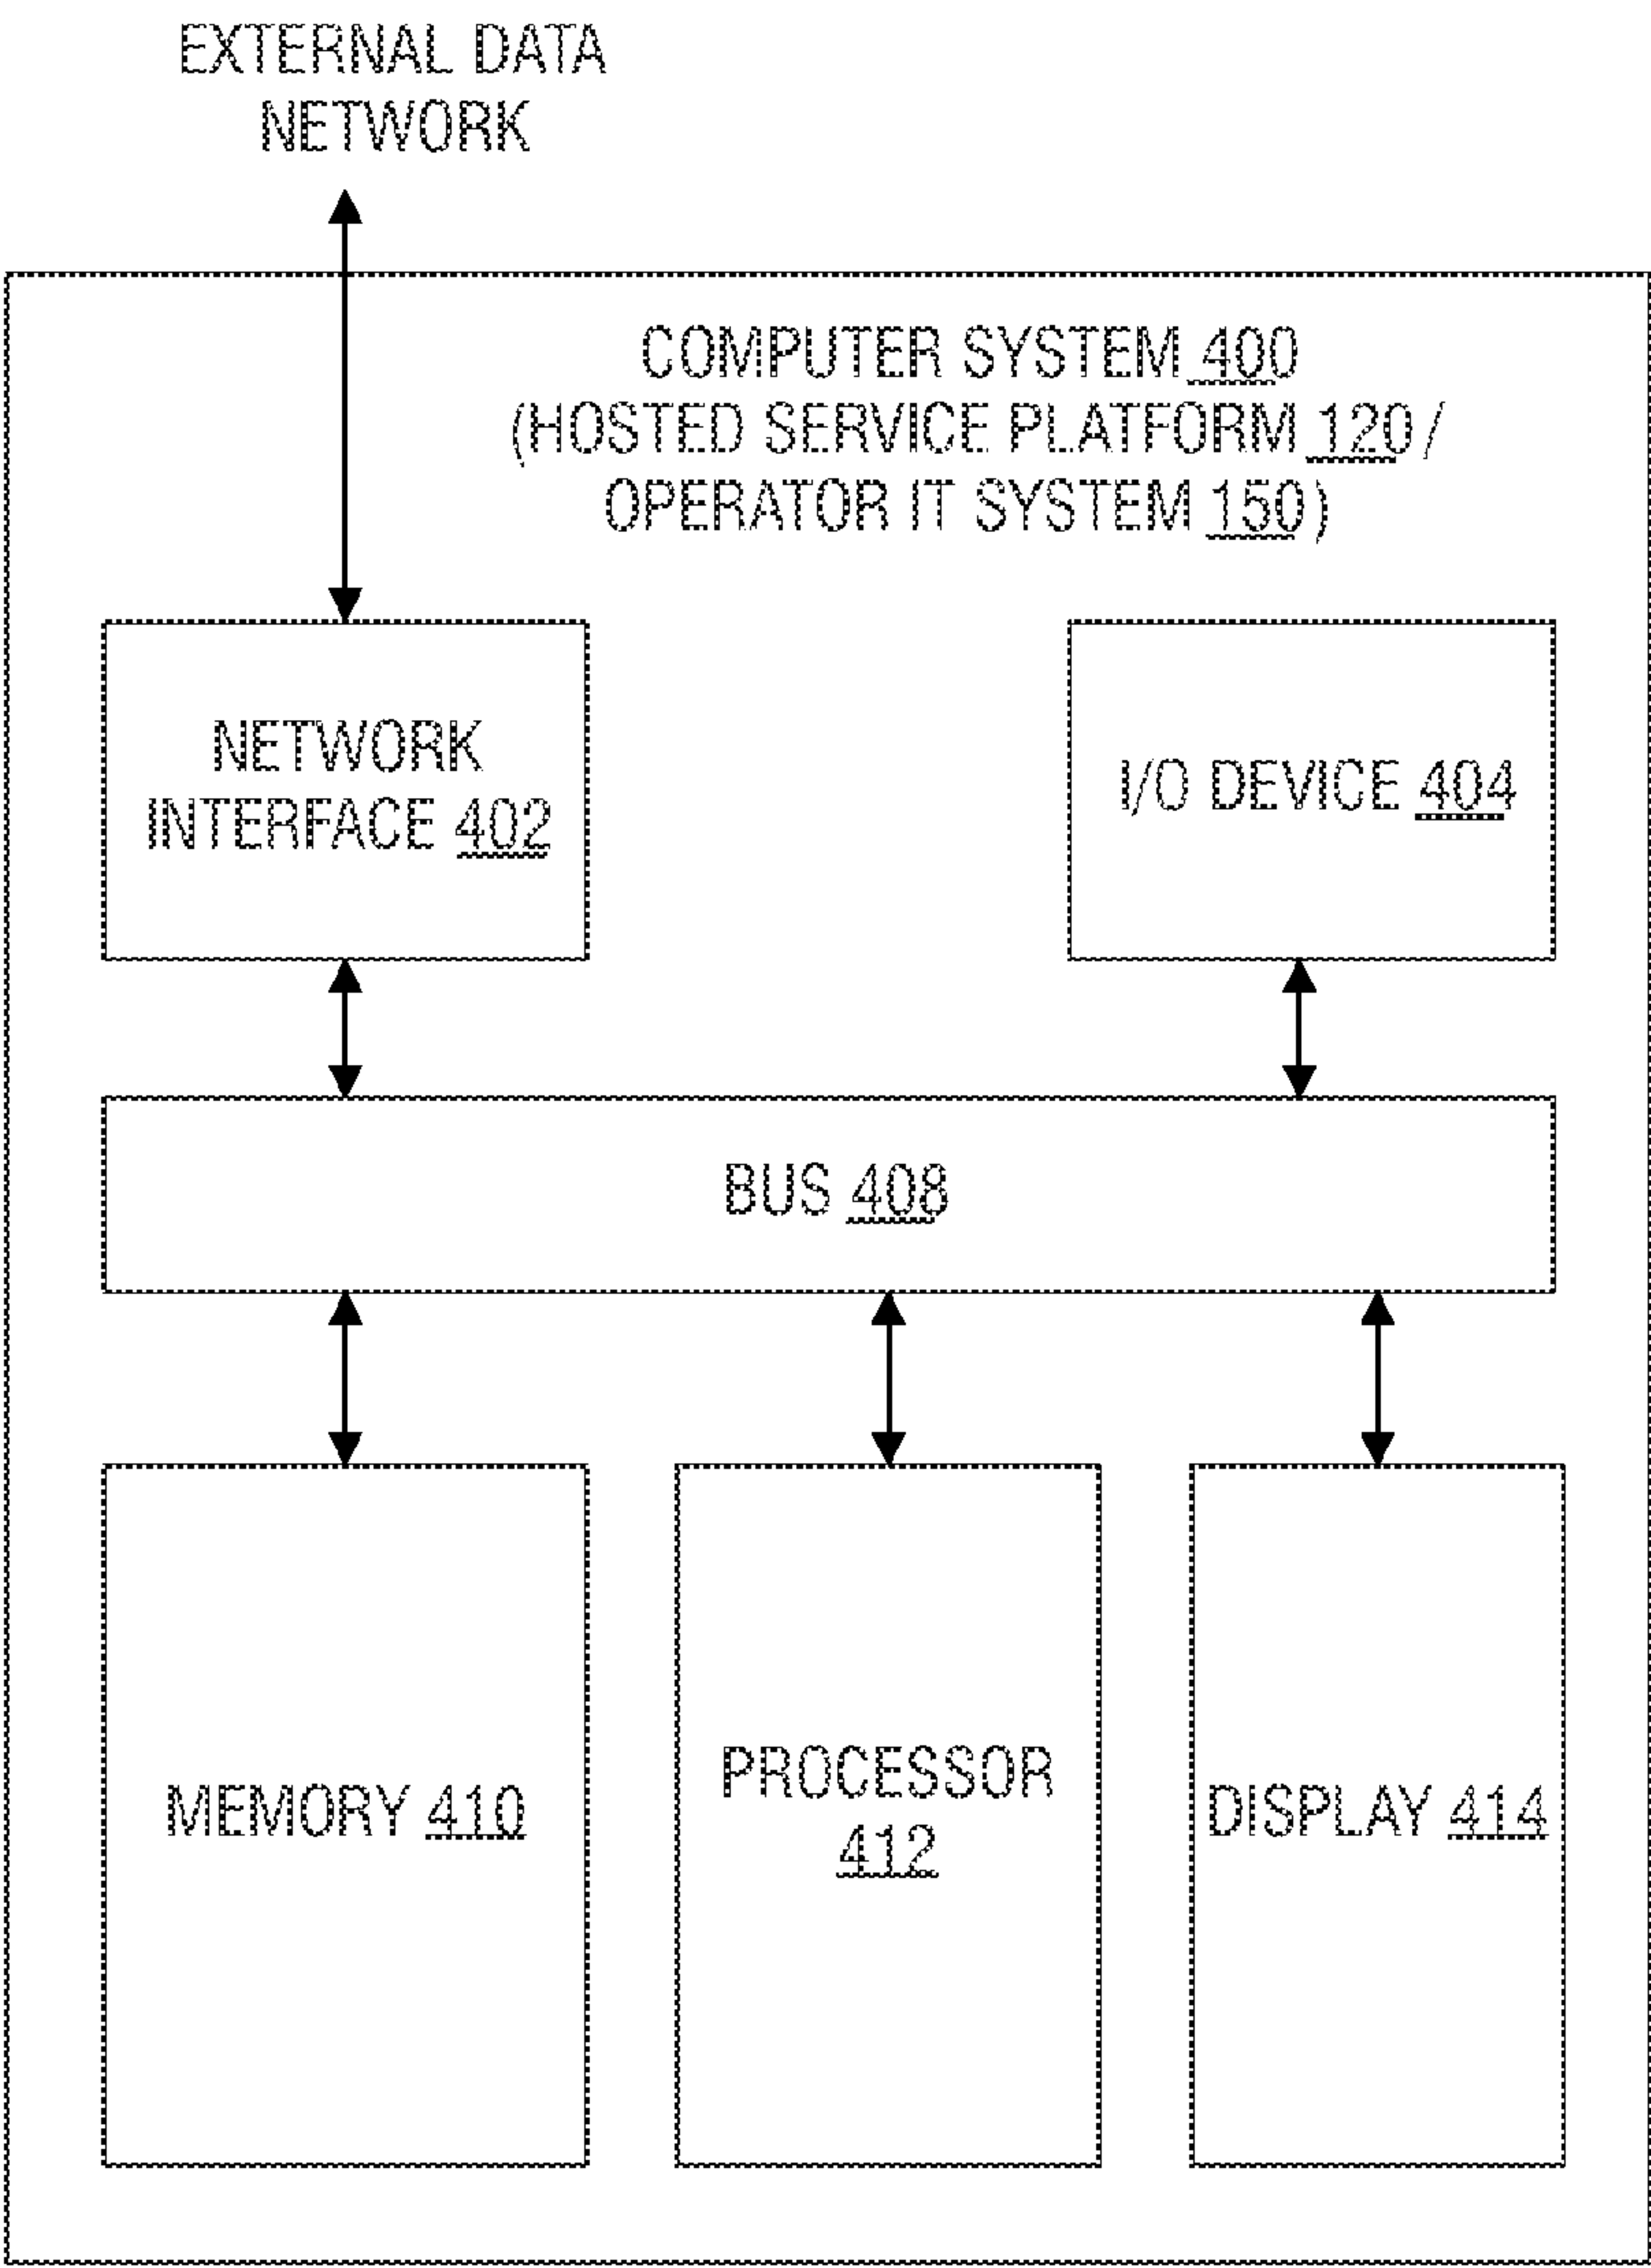 EXTERNAL DATA
NETWORK
COMPUTER SYSTEM 400
(HOSTED SERVICE PLATFORM 120/
OPERATOR IT SYSTEM 150)
NETWORK
INTERFACE 402
I/O DEVICE 404
BUS 408
MEMORY 410
PROCESSOR
412
DISPLAY 414